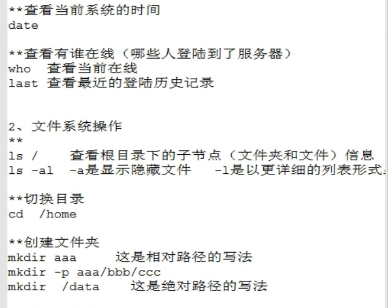 **查看当前系统的时间
date
**查看有谁在线（哪些人登陆到了服务器）
who 查看当前在线
last 查看最近的登陆历史记录
2、文件系统操作
**
ls / 查看根目录下的子节点（文件夹和文件）信息
ls -al -a是显示隐藏文件 -l是以更详细的列表形式
**切换目录
cd /home
**创建文件夹
mkdir aaa 这是相对路径的写法
mkdir -p aaa/bbb/ccc
mkdir /data 这是绝对路径的写法